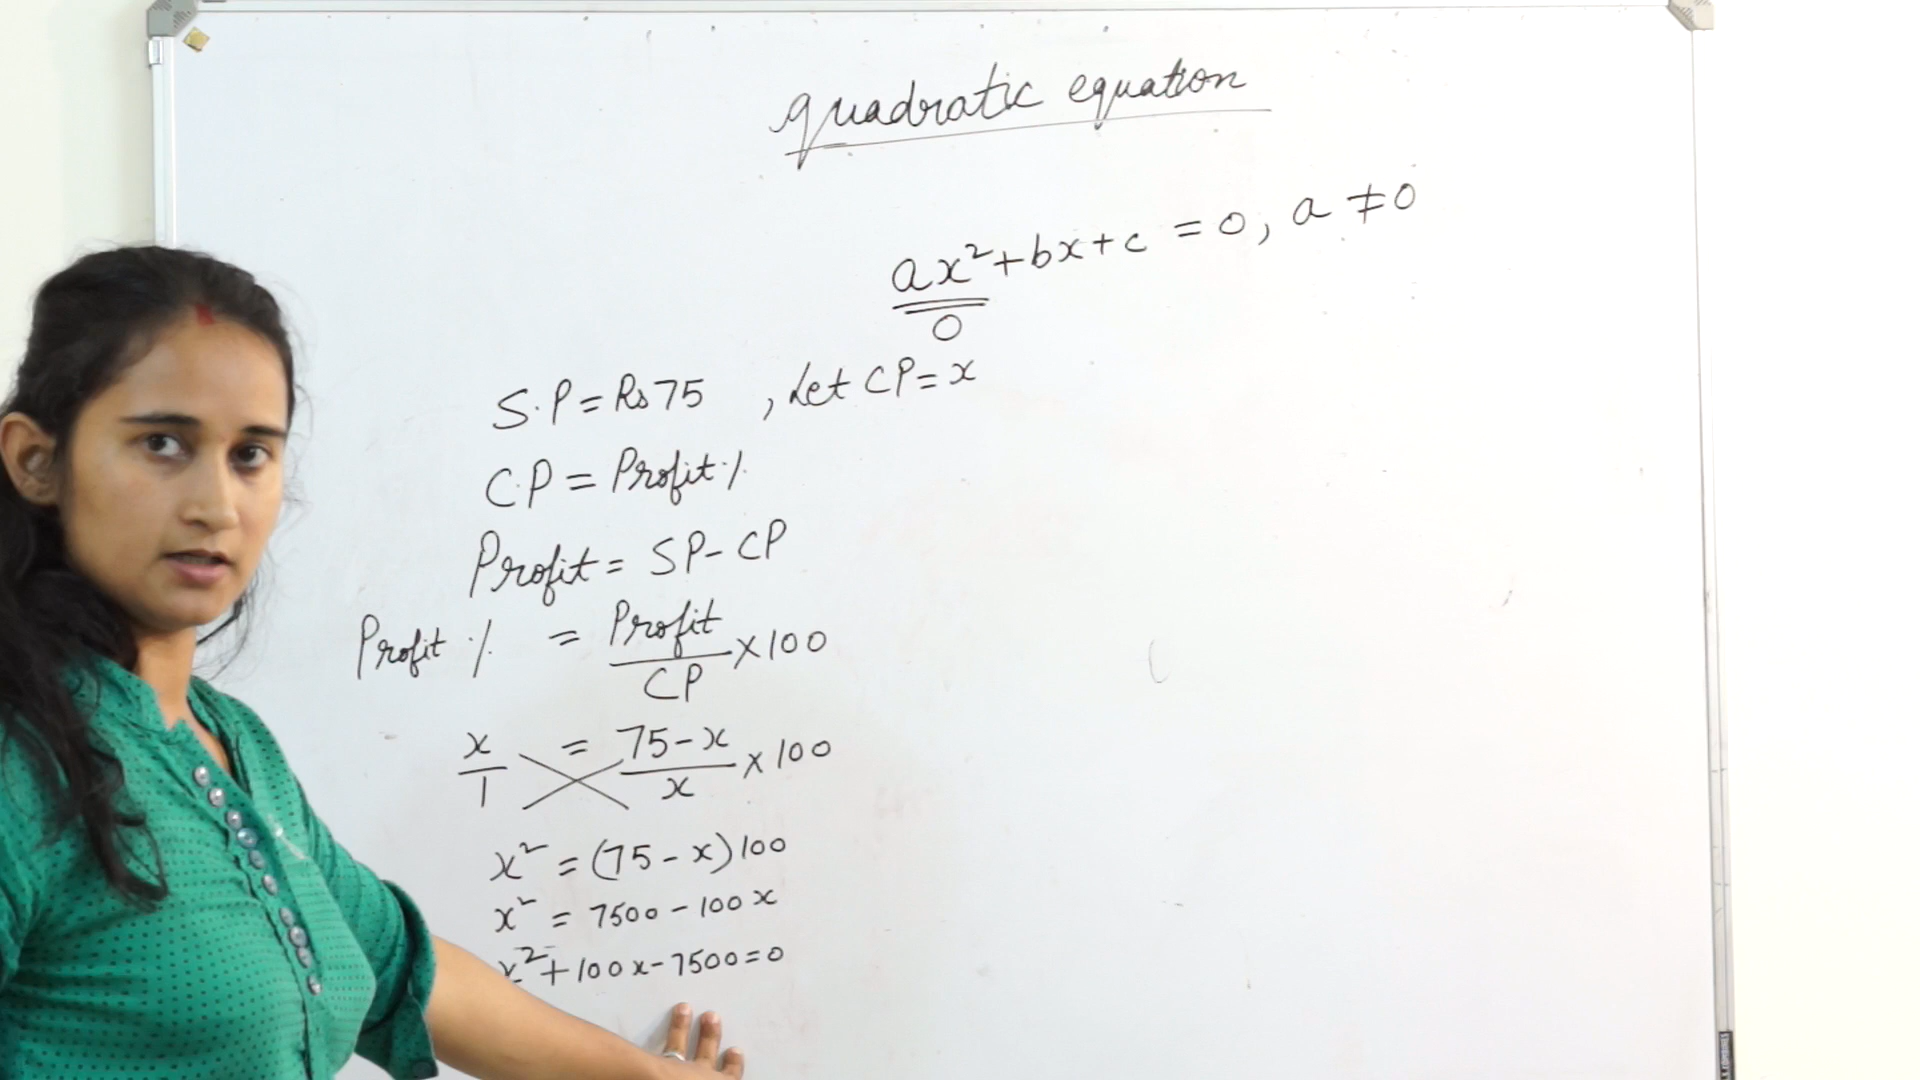 quadratic equation
ax²+bx+c = 0, a ≠ 0
0
S.P = Rs 75 , Let CP = x
C.P = Profit %
Profit = SP - CP
Profit % = Profit/CP × 100
x/1 = 75-x/x × 100
x² = (75-x)100
x² = 7500 - 100x
x²+100x-7500=0